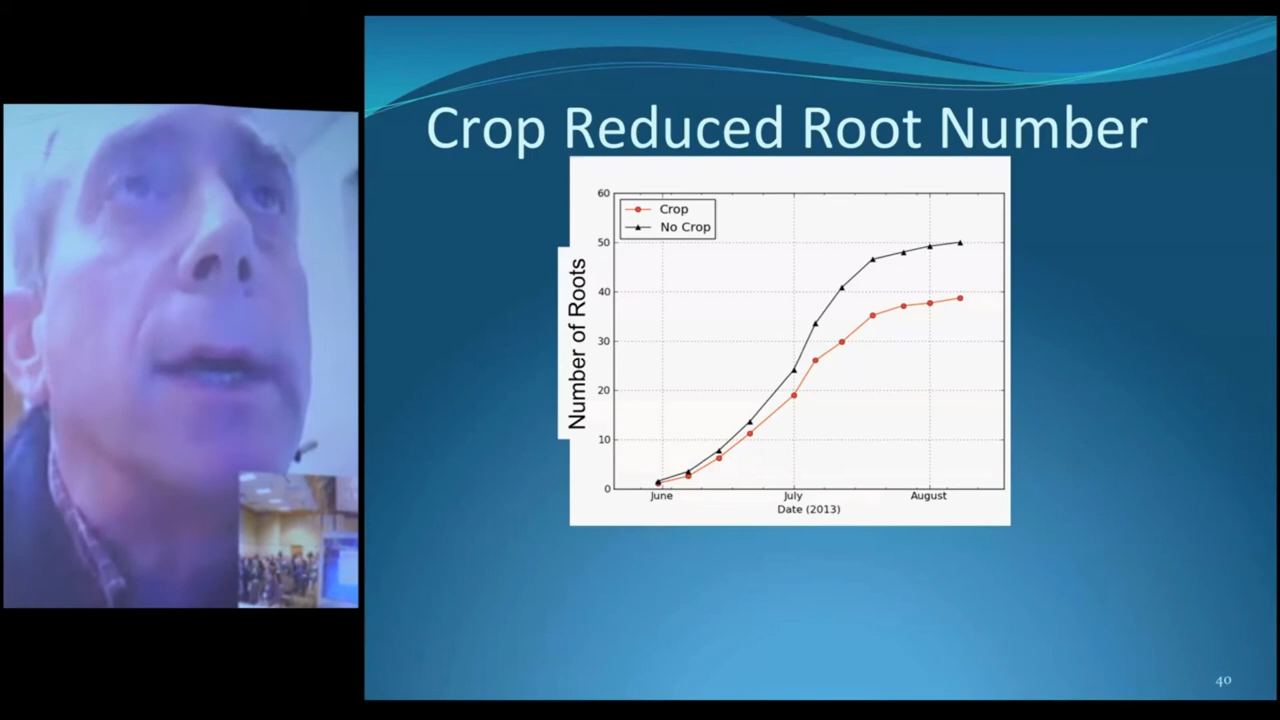 Crop Reduced Root Number
60
Crop
No Crop
50
40
30
20
10
0
Number of Roots
June
July
August
Date (2013)
40